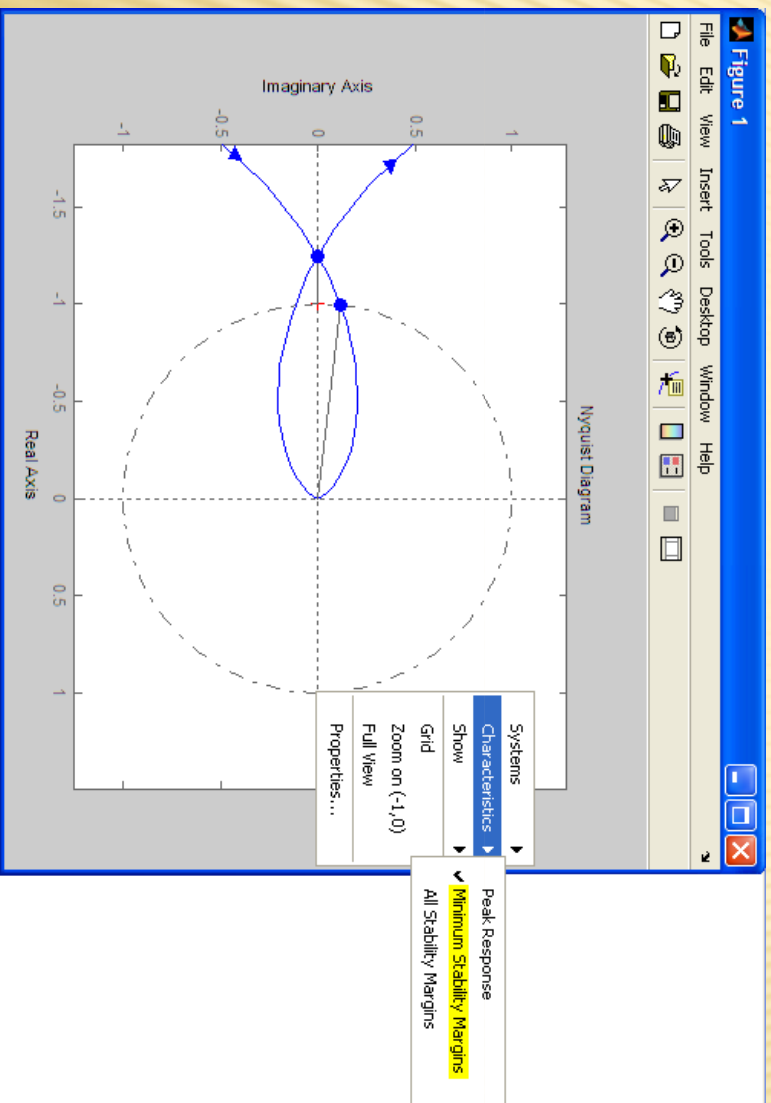 Figure 1
File Edit View Insert Tools Desktop Window Help
Nyquist Diagram
Imaginary Axis
1
0.5
0
-0.5
-1
-1.5
-1
-0.5
0
0.5
1
Real Axis
Systems
Characteristics
Show
Grid
Zoom on (-1,0)
Full View
Properties...
Peak Response
Minimum Stability Margins
All Stability Margins